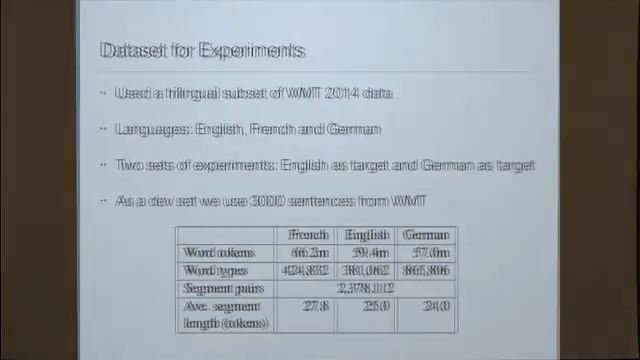 Dataset for Experiments
· Used a trilingual subset of WMT 2014 data
· Languages: English, French and German
· Two sets of experiments: English as target and German as target
· As a dev set we use 3000 sentences from WMT
French English German
Word tokens 66.2m 59.4m 57.0m
Word types 424,832 381,062 865,806
Segment pairs 2,378,112
Ave. segment length (tokens) 27.8 25.0 24.0